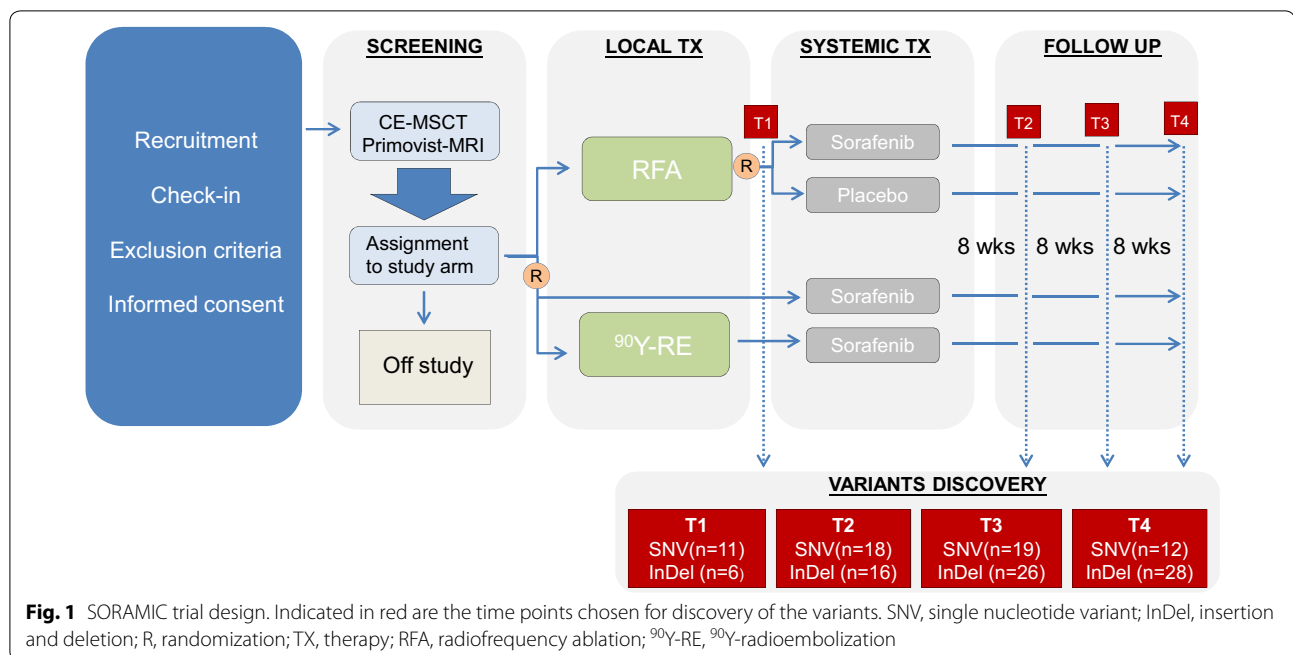 SCREENING
LOCAL TX
SYSTEMIC TX
FOLLOW UP
Recruitment
Check-in
Exclusion criteria
Informed consent
CE-MSCT
Primovist-MRI
Assignment
to study arm
Off study
R
RFA
⁹⁰Y-RE
T1
R
Sorafenib
Placebo
Sorafenib
Sorafenib
T2
T3
T4
8 wks
8 wks
8 wks
VARIANTS DISCOVERY
T1
SNV(n=11)
InDel (n=6)
T2
SNV(n=18)
InDel (n=16)
T3
SNV(n=19)
InDel (n=26)
T4
SNV(n=12)
InDel (n=28)
Fig. 1 SORAMIC trial design. Indicated in red are the time points chosen for discovery of the variants. SNV, single nucleotide variant; InDel, insertion
and deletion; R, randomization; TX, therapy; RFA, radiofrequency ablation; ⁹⁰Y-RE, ⁹⁰Y-radioembolization